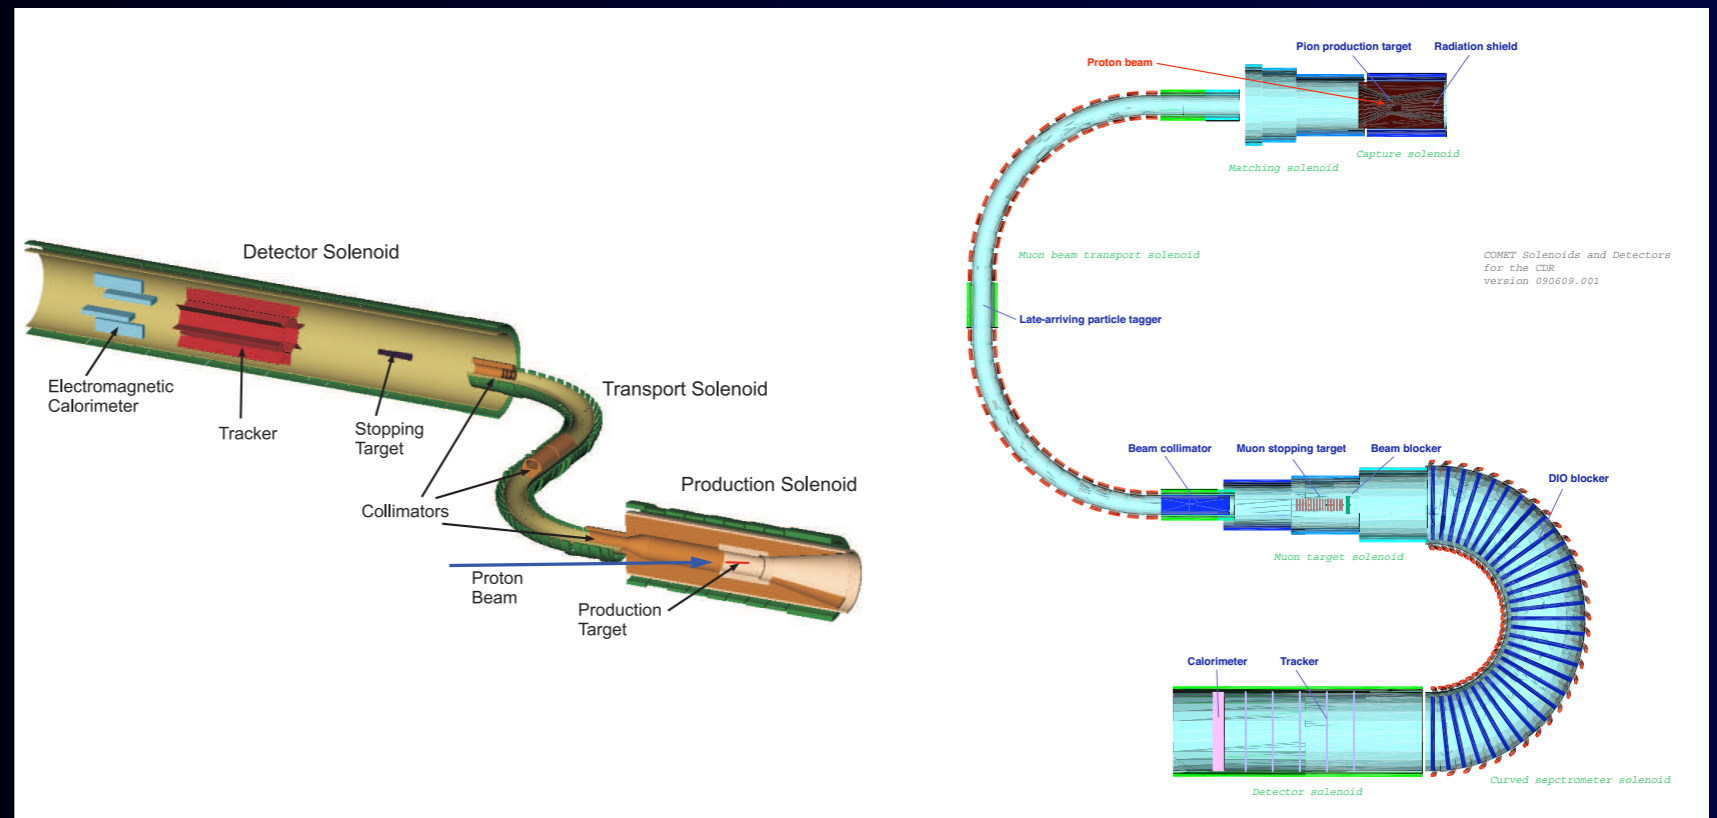 Detector Solenoid
Electromagnetic
Calorimeter
Tracker
Stopping
Target
Transport Solenoid
Collimators
Production Solenoid
Proton
Beam
Production
Target
Pion production target
Radiation shield
Proton beam
Capture solenoid
Matching solenoid
Muon beam transport solenoid
COMET Solenoids and Detectors
for the CDR
version 090609.001
Late-arriving particle tagger
Beam collimator
Muon stopping target
Beam blocker
DIO blocker
Muon target solenoid
Calorimeter
Tracker
Curved sepctrometer solenoid
Detector solenoid